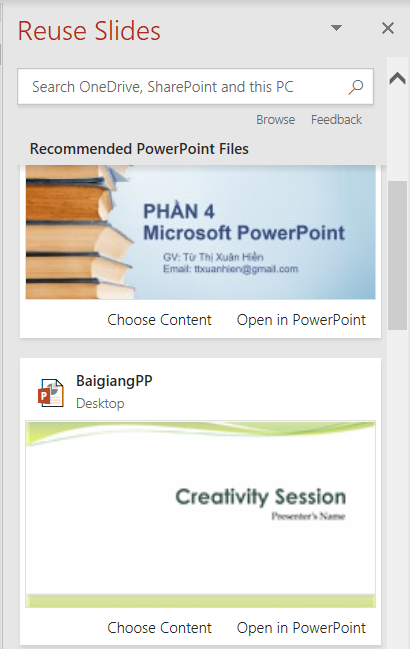 Reuse Slides
Search OneDrive, SharePoint and this PC
Browse Feedback
Recommended PowerPoint Files
PHẦN 4
Microsoft PowerPoint
GV: Từ Thị Xuân Hiền
Email: ttxuanhien@gmail.com
Choose Content Open in PowerPoint
BaigiangPP
Desktop
Creativity Session
Presenter's Name
Choose Content Open in PowerPoint